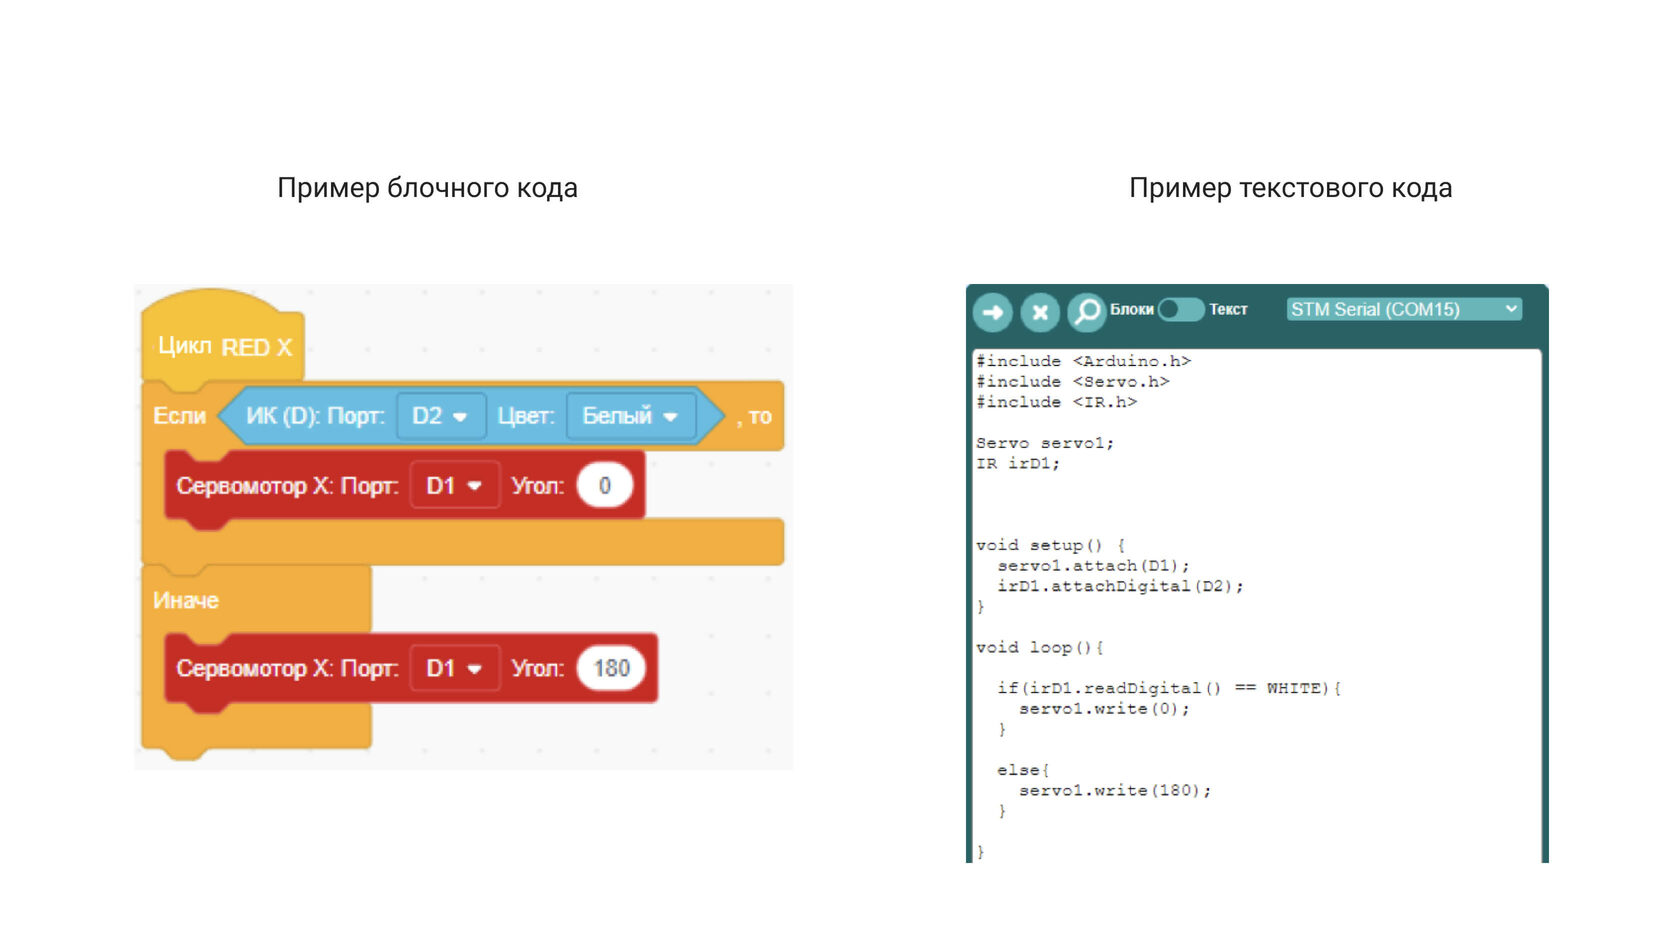 Пример блочного кода
Цикл RED X
Если ИК (D): Порт: D2 Цвет: Белый , то
Сервомотор X: Порт: D1 Угол: 0
Иначе
Сервомотор X: Порт: D1 Угол: 180
Пример текстового кода
Блоки Текст STM Serial (COM15)
#include <Arduino.h>
#include <Servo.h>
#include <IR.h>
Servo servo1;
IR irD1;
void setup() {
servo1.attach(D1);
irD1.attachDigital(D2);
}
void loop(){
if(irD1.readDigital() == WHITE){
servo1.write(0);
}
else{
servo1.write(180);
}
}